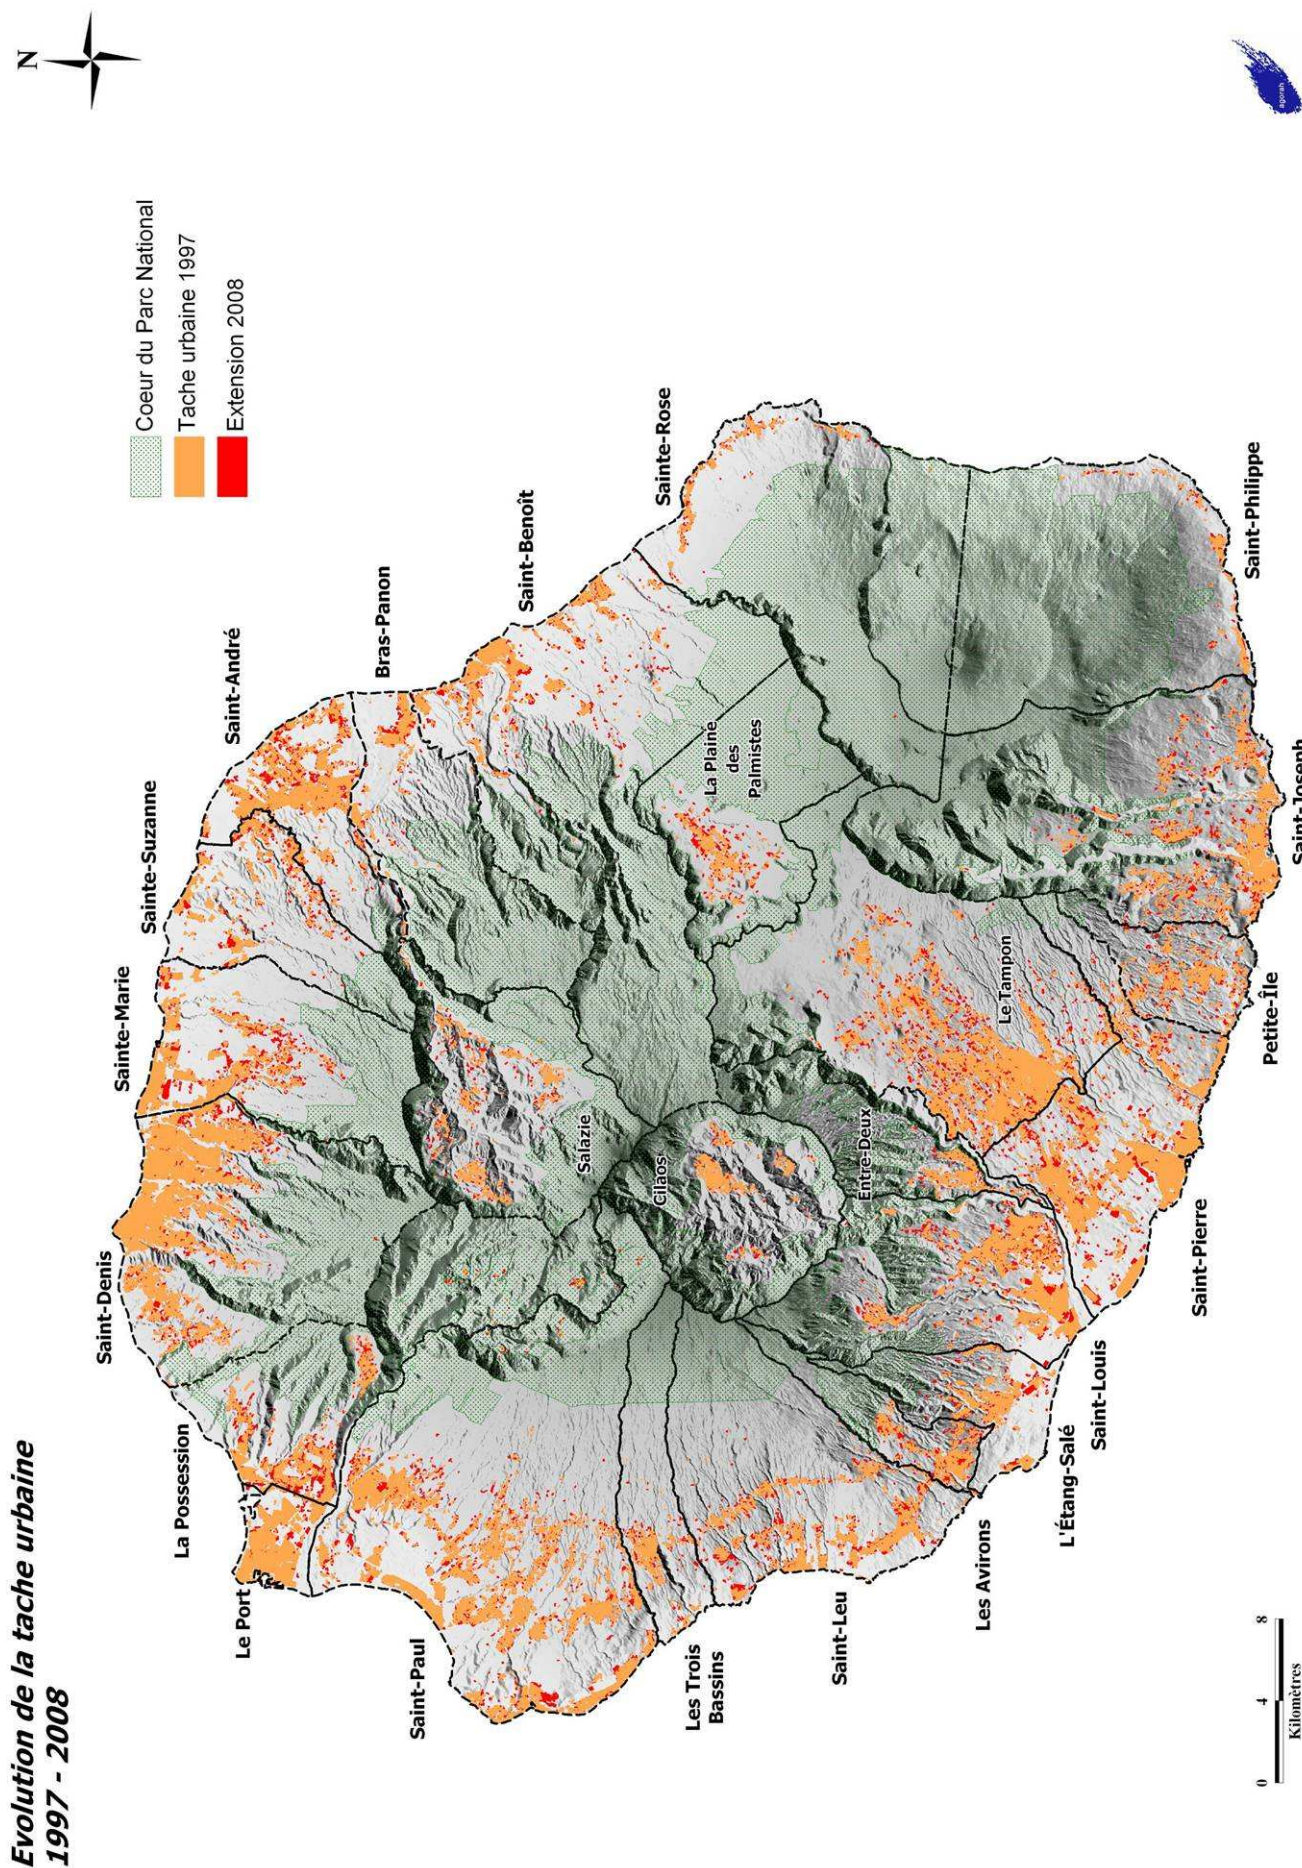 Evolution de la tache urbaine
1997 - 2008
N
Coeur du Parc National
Tache urbaine 1997
Extension 2008
agorah
Saint-Denis
Sainte-Marie
Sainte-Suzanne
Saint-André
Bras-Panon
Saint-Benoît
Sainte-Rose
La Possession
Le Port
Saint-Paul
Salazie
Cilaos
La Plaine
des
Palmistes
Les Trois
Bassins
Entre-Deux
Le Tampon
Saint-Leu
Les Avirons
L'Étang-Salé
Saint-Louis
Saint-Pierre
Petite-Île
Saint-Joseph
Saint-Philippe
0 4 8
Kilomètres